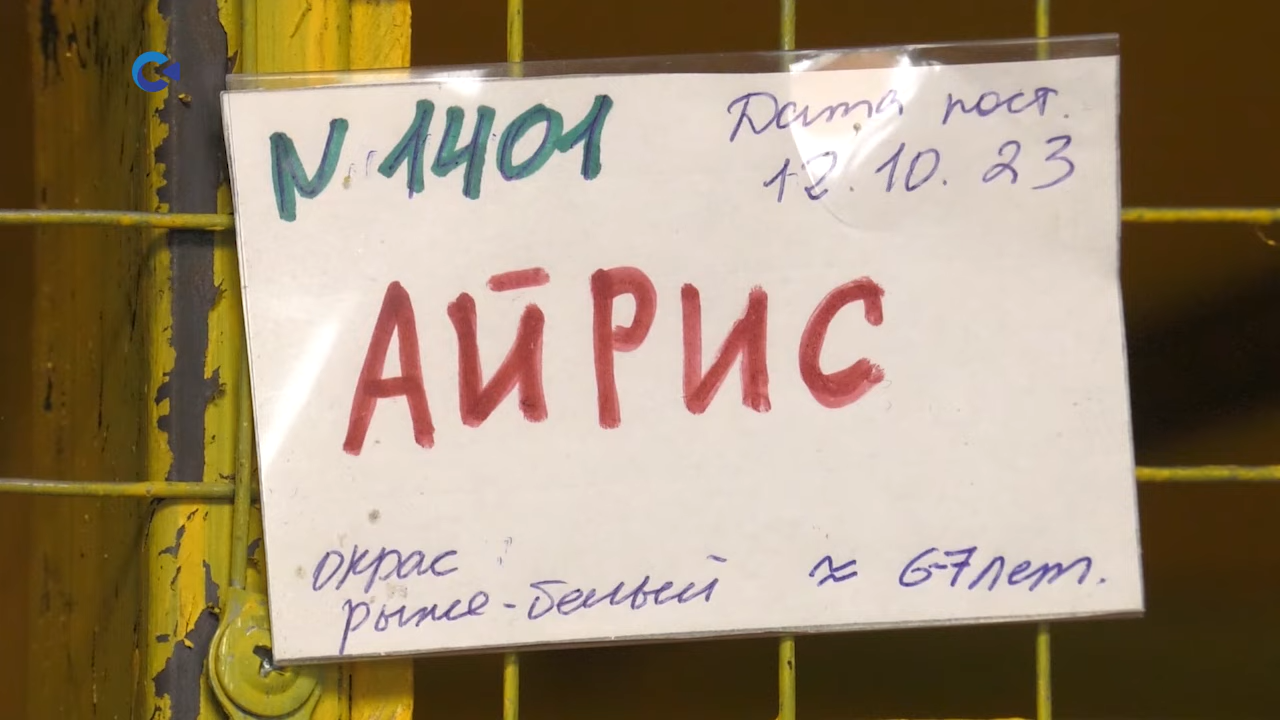 N 1401
Дата пост.
12.10.23
АЙРИС
окрас
рыже-белый
≈ 6-7 лет.